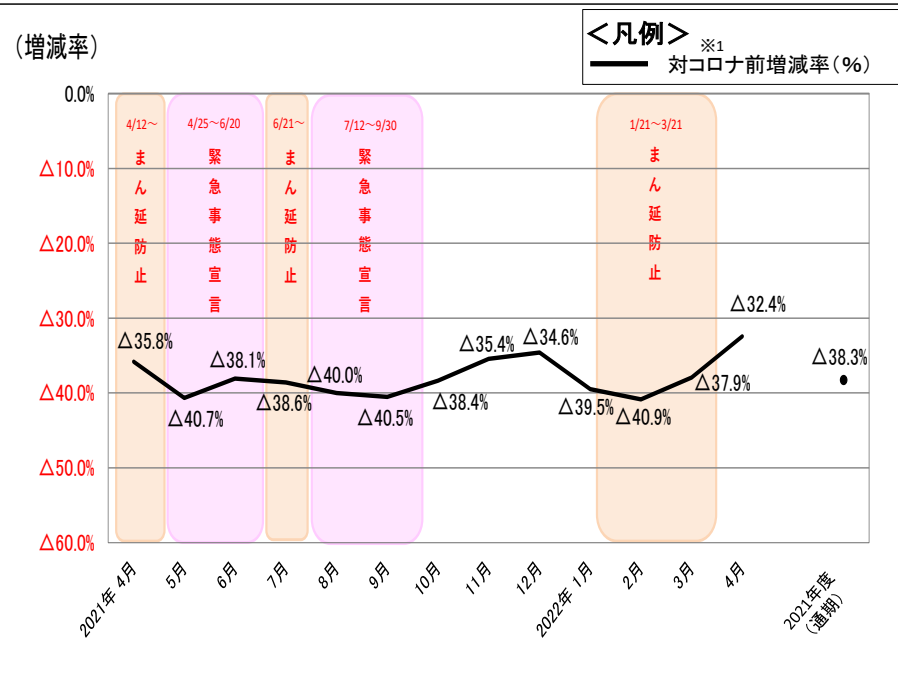 (増減率)
＜凡例＞ ※1
対コロナ前増減率(%)
0.0%
△10.0%
△20.0%
△30.0%
△40.0%
△50.0%
△60.0%
4/12～
まん延防止
4/25～6/20
緊急事態宣言
6/21～
まん延防止
7/12～9/30
緊急事態宣言
1/21～3/21
まん延防止
△35.8%
△40.7%
△38.1%
△38.6%
△40.0%
△40.5%
△38.4%
△35.4%
△34.6%
△39.5%
△40.9%
△37.9%
△32.4%
△38.3%
2021年 4月
5月
6月
7月
8月
9月
10月
11月
12月
2022年 1月
2月
3月
4月
2021年度
(通期)